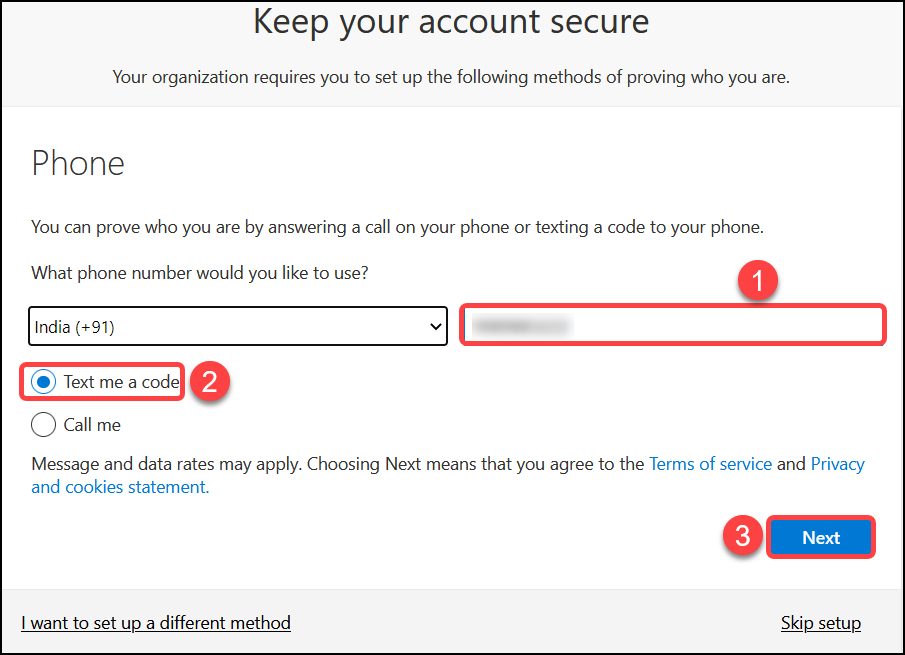 Keep your account secure
Your organization requires you to set up the following methods of proving who you are.
Phone
You can prove who you are by answering a call on your phone or texting a code to your phone.
What phone number would you like to use?
1
India (+91)
Text me a code
2
Call me
Message and data rates may apply. Choosing Next means that you agree to the Terms of service and Privacy
and cookies statement.
3
Next
I want to set up a different method
Skip setup